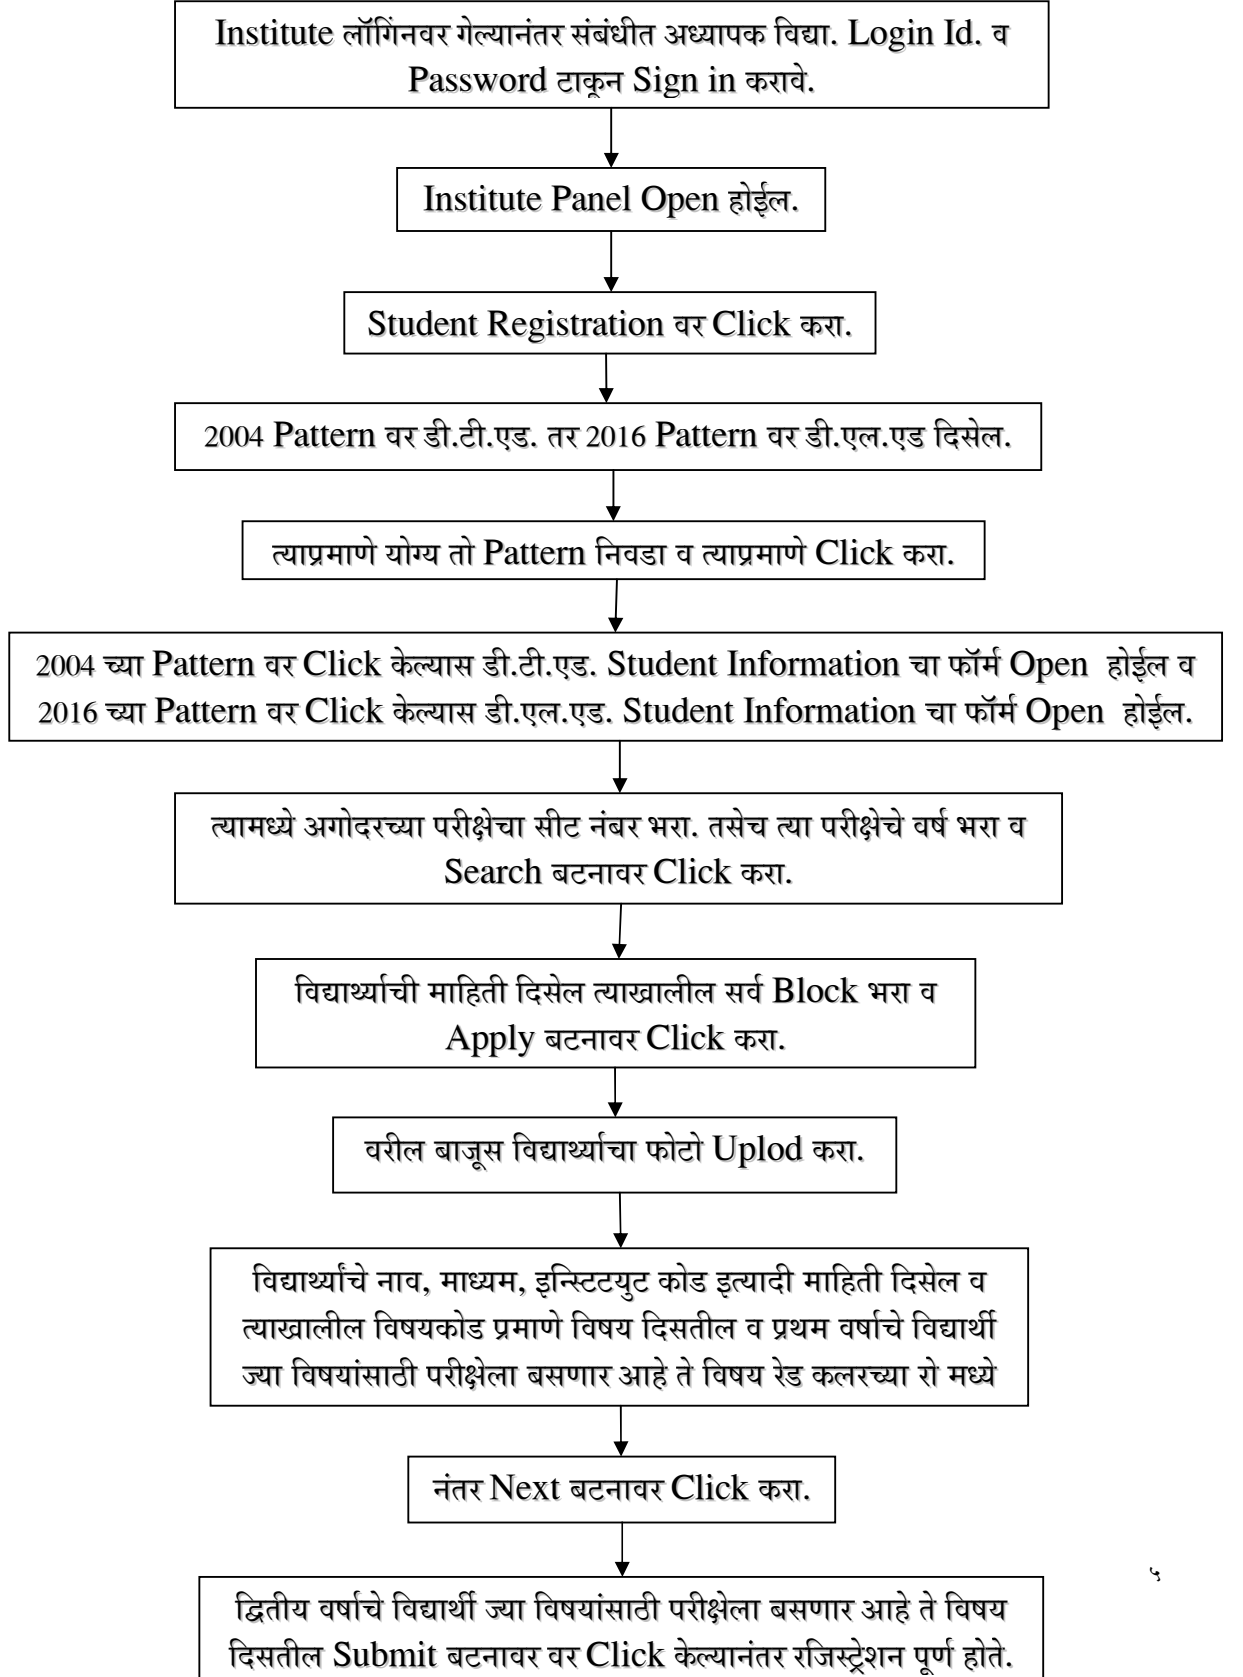 Institute लॉगिंनवर गेल्यानंतर संबंधीत अध्यापक विद्या. Login Id. व
Password टाकून Sign in करावे.
Institute Panel Open होईल.
Student Registration वर Click करा.
2004 Pattern वर डी.टी.एड. तर 2016 Pattern वर डी.एल.एड दिसेल.
त्याप्रमाणे योग्य तो Pattern निवडा व त्याप्रमाणे Click करा.
2004 च्या Pattern वर Click केल्यास डी.टी.एड. Student Information चा फॉर्म Open होईल व
2016 च्या Pattern वर Click केल्यास डी.एल.एड. Student Information चा फॉर्म Open होईल.
त्यामध्ये अगोदरच्या परीक्षेचा सीट नंबर भरा. तसेच त्या परीक्षेचे वर्ष भरा व
Search बटनावर Click करा.
विद्यार्थ्याची माहिती दिसेल त्याखालील सर्व Block भरा व
Apply बटनावर Click करा.
वरील बाजूस विद्यार्थ्याचा फोटो Uplod करा.
विद्यार्थ्यांचे नाव, माध्यम, इन्स्टिटयुट कोड इत्यादी माहिती दिसेल व
त्याखालील विषयकोड प्रमाणे विषय दिसतील व प्रथम वर्षाचे विद्यार्थी
ज्या विषयांसाठी परीक्षेला बसणार आहे ते विषय रेड कलरच्या रो मध्ये
नंतर Next बटनावर Click करा.
५
द्वितीय वर्षाचे विद्यार्थी ज्या विषयांसाठी परीक्षेला बसणार आहे ते विषय
दिसतील Submit बटनावर वर Click केल्यानंतर रजिस्ट्रेशन पूर्ण होते.